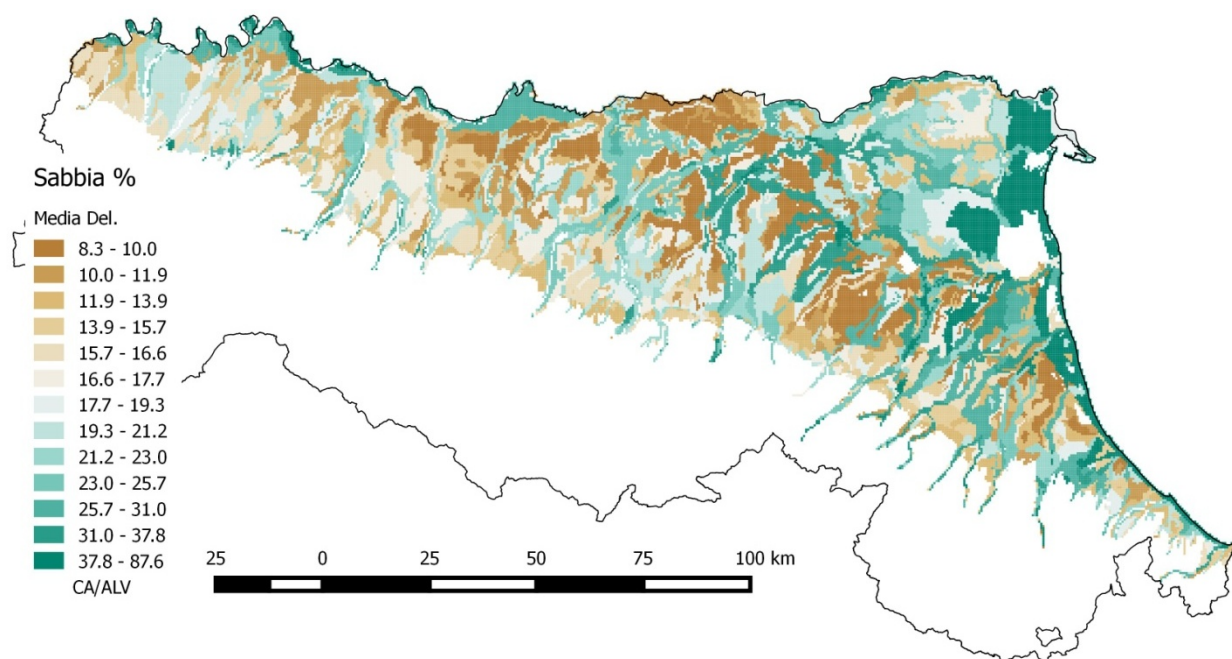 Sabbia %
Media Del.
8.3 - 10.0
10.0 - 11.9
11.9 - 13.9
13.9 - 15.7
15.7 - 16.6
16.6 - 17.7
17.7 - 19.3
19.3 - 21.2
21.2 - 23.0
23.0 - 25.7
25.7 - 31.0
31.0 - 37.8
37.8 - 87.6
CA/ALV
25 0 25 50 75 100 km